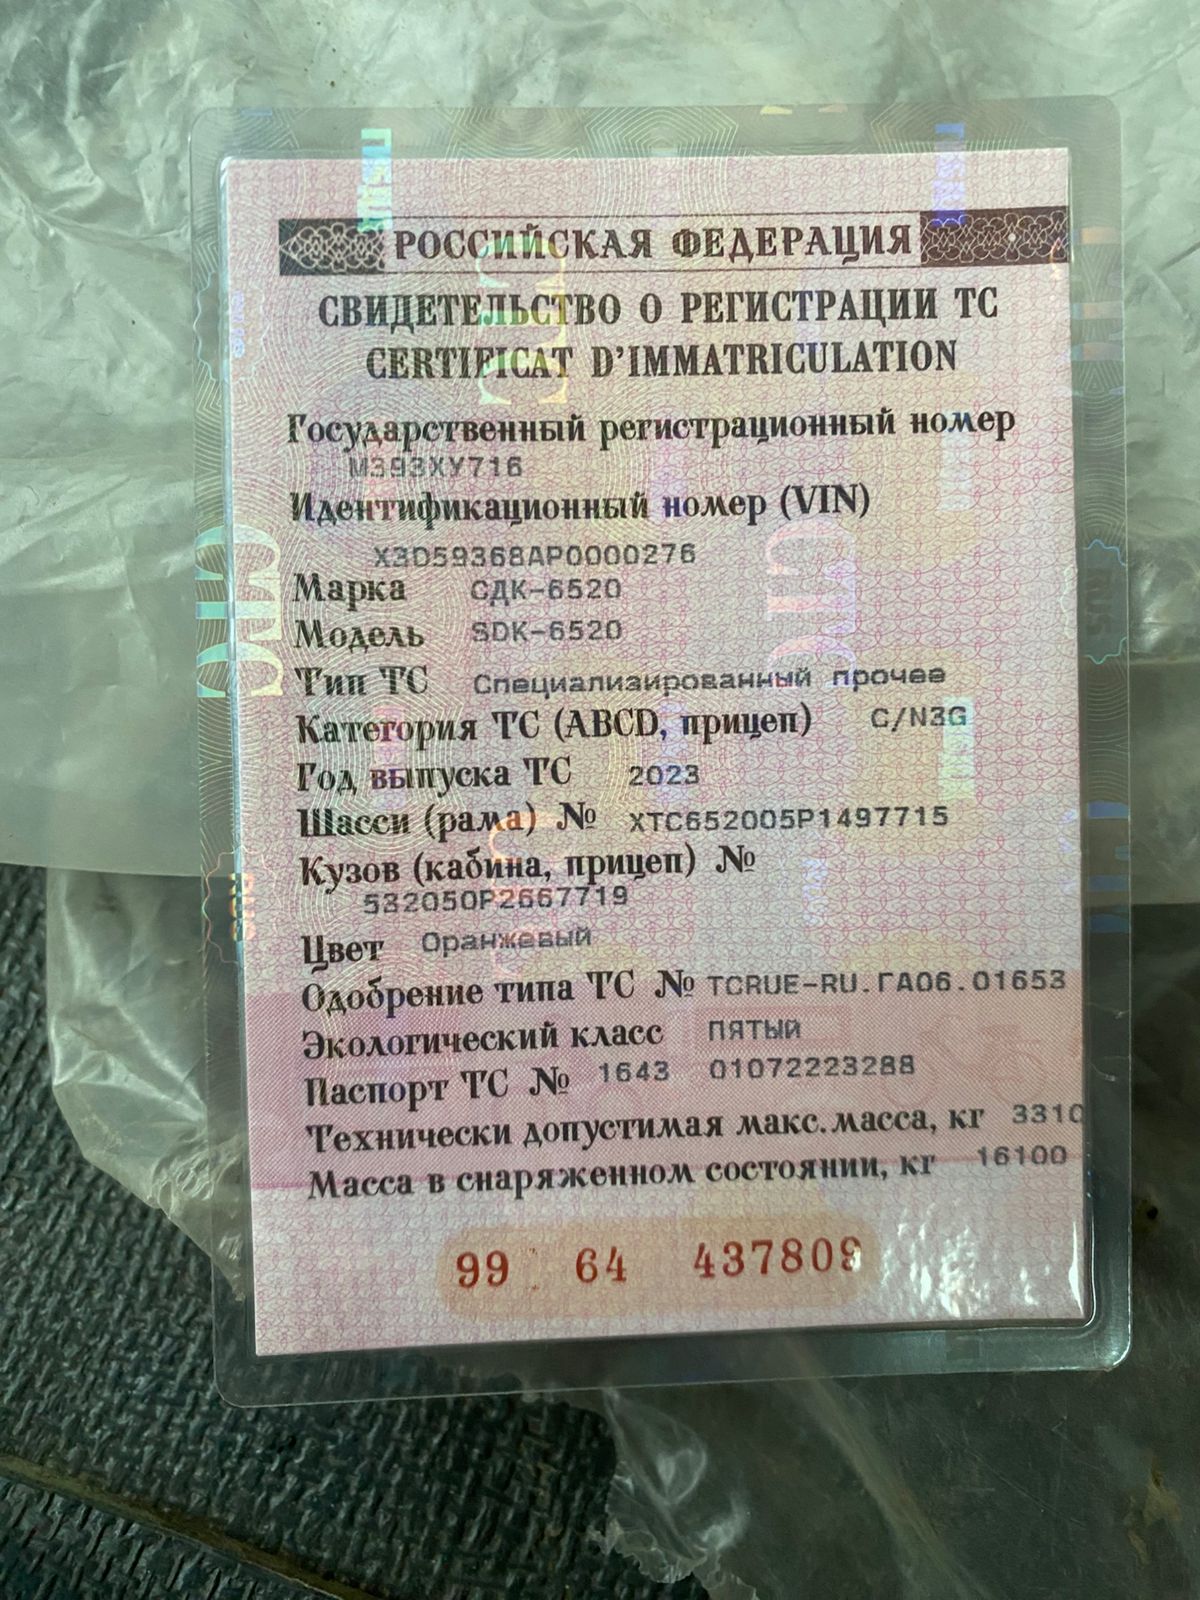 РОССИЙСКАЯ ФЕДЕРАЦИЯ
СВИДЕТЕЛЬСТВО О РЕГИСТРАЦИИ ТС
CERTIFICAT D'IMMATRICULATION
Государственный регистрационный номер
М393ХУ716
Идентификационный номер (VIN)
X3D59368AP0000276
Марка СДК-6520
Модель SDK-6520
Тип ТС Специализированный прочее
Категория ТС (ABCD, прицеп) C/N3G
Год выпуска ТС 2023
Шасси (рама) № XTC652005P1497715
Кузов (кабина, прицеп) №
532050P2667719
Цвет Оранжевый
Одобрение типа ТС № TCRUE-RU.ГА06.01653
Экологический класс ПЯТЫЙ
Паспорт ТС № 1643 01072223288
Технически допустимая макс.масса, кг 3310
Масса в снаряженном состоянии, кг 16100
99 64 437809